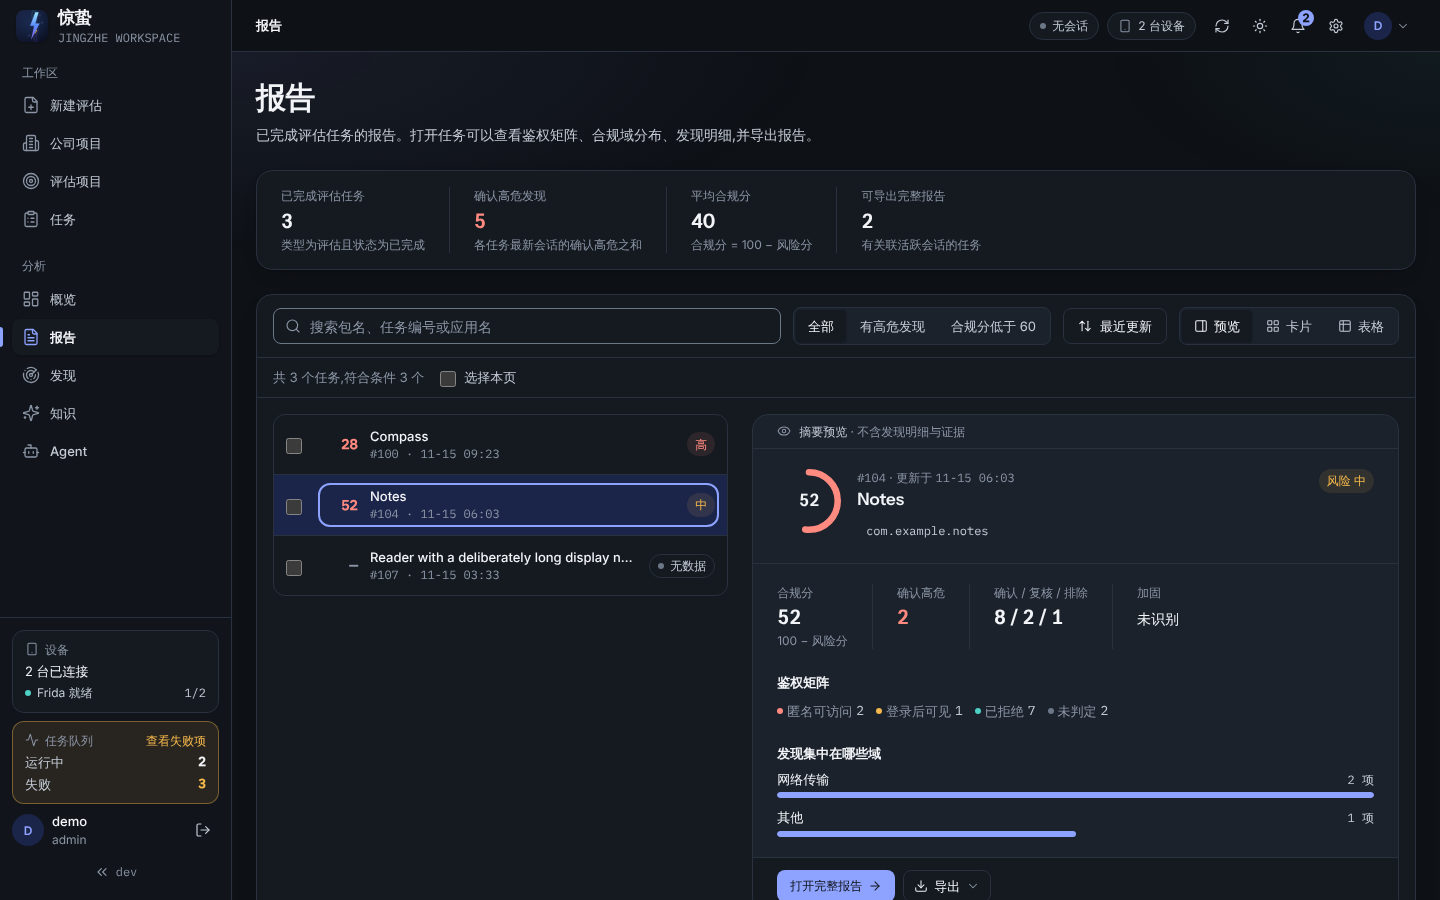 惊蛰
JINGZHE WORKSPACE
工作区
新建评估
公司项目
评估项目
任务
分析
概览
报告
发现
知识
Agent
设备
2 台已连接
Frida 就绪 1/2
任务队列 查看失败项
运行中 2
失败 3
D demo
admin
dev
报告 无会话 2 台设备 2 D
报告
已完成评估任务的报告。打开任务可以查看鉴权矩阵、合规域分布、发现明细,并导出报告。
已完成评估任务
3
类型为评估且状态为已完成
确认高危发现
5
各任务最新会话的确认高危之和
平均合规分
40
合规分 = 100 − 风险分
可导出完整报告
2
有关联活跃会话的任务
搜索包名、任务编号或应用名 全部 有高危发现 合规分低于 60 最近更新 预览 卡片 表格
共 3 个任务,符合条件 3 个 选择本页
28 Compass 高
#100 · 11-15 09:23
52 Notes 中
#104 · 11-15 06:03
— Reader with a deliberately long display n... 无数据
#107 · 11-15 03:33
摘要预览 · 不含发现明细与证据
52
#104 · 更新于 11-15 06:03
Notes
com.example.notes
风险 中
合规分
52
100 − 风险分
确认高危
2
确认 / 复核 / 排除
8 / 2 / 1
加固
未识别
鉴权矩阵
匿名可访问 2 登录后可见 1 已拒绝 7 未判定 2
发现集中在哪些域
网络传输 2 项
其他 1 项
打开完整报告 导出